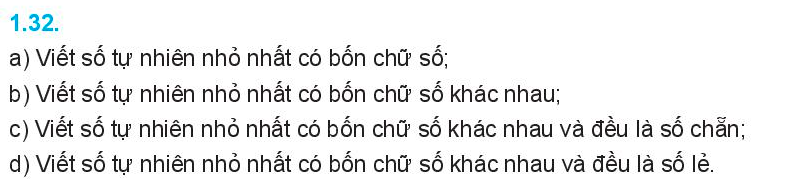 1.32.
a) Viết số tự nhiên nhỏ nhất có bốn chữ số;
b) Viết số tự nhiên nhỏ nhất có bốn chữ số khác nhau;
c) Viết số tự nhiên nhỏ nhất có bốn chữ số khác nhau và đều là số chẵn;
d) Viết số tự nhiên nhỏ nhất có bốn chữ số khác nhau và đều là số lẻ.